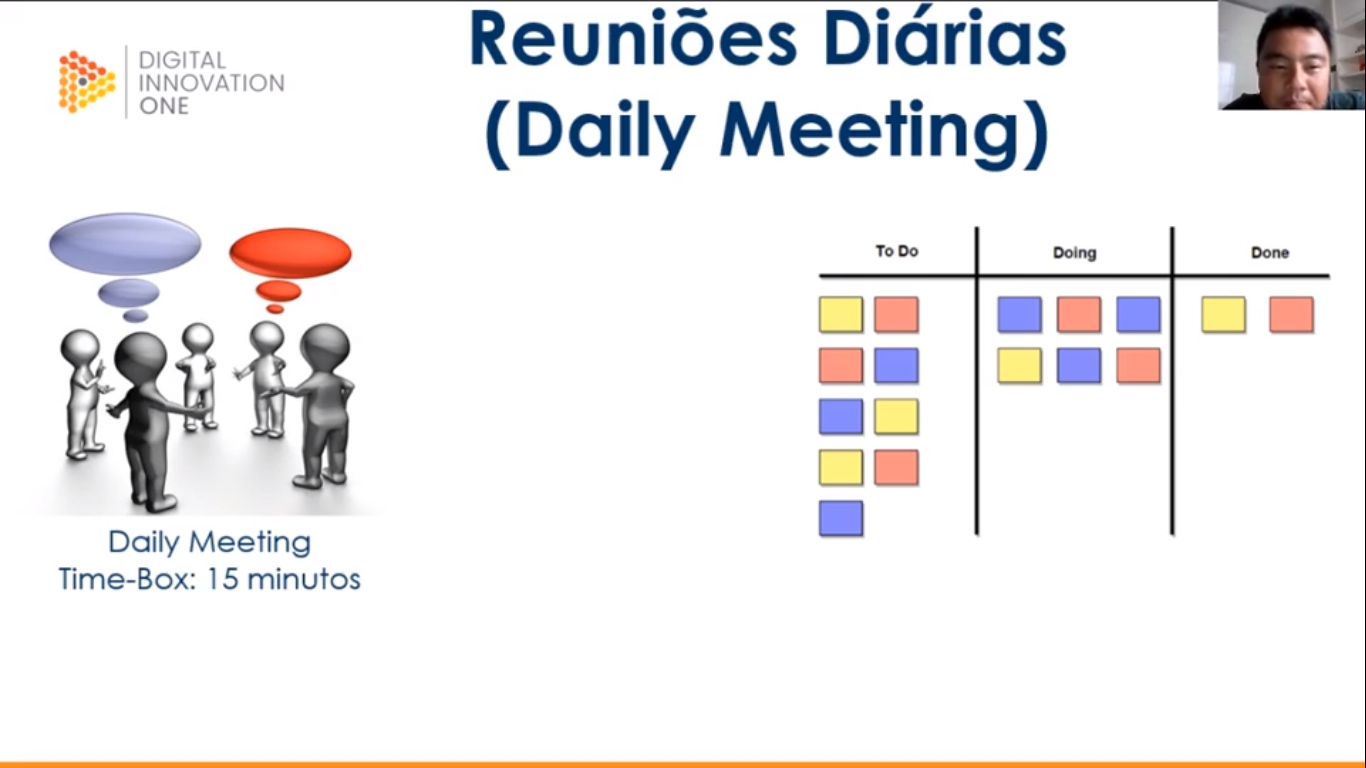 Reuniões Diárias
(Daily Meeting)
DIGITAL
INNOVATION
ONE
To Do
Doing
Done
Daily Meeting
Time-Box: 15 minutos